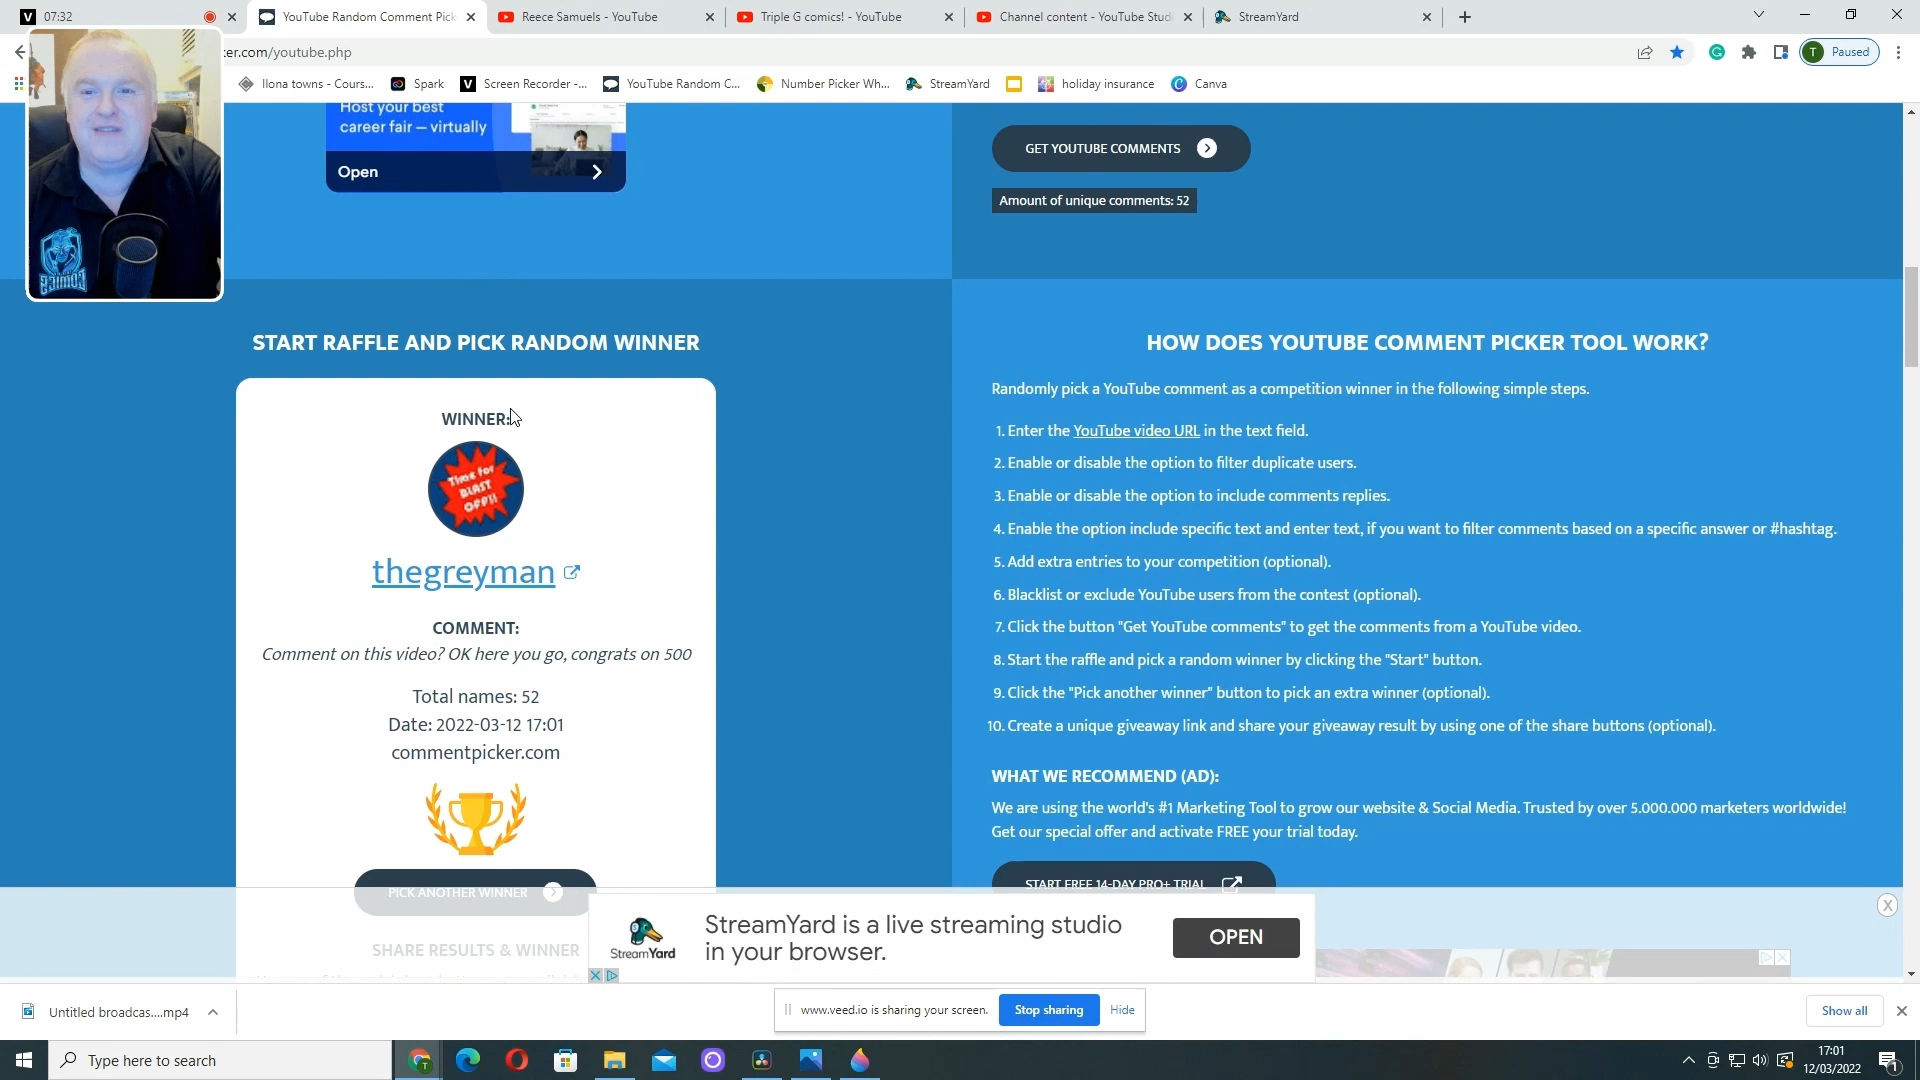 07:32
YouTube Random Comment Pick
Reece Samuels - YouTube
Triple G comics! - YouTube
Channel content - YouTube Studi
StreamYard
ker.com/youtube.php
T
Paused
Ilona towns - Cours...
Spark
Screen Recorder -...
YouTube Random C...
Number Picker Wh...
StreamYard
holiday insurance
Canva
Host your best
career fair — virtually
Open
GET YOUTUBE COMMENTS
Amount of unique comments: 52
START RAFFLE AND PICK RANDOM WINNER
WINNER:
Time for
BLAST
OFF!!
thegreyman
COMMENT:
Comment on this video? OK here you go, congrats on 500
Total names: 52
Date: 2022-03-12 17:01
commentpicker.com
PICK ANOTHER WINNER
SHARE RESULTS & WINNER
HOW DOES YOUTUBE COMMENT PICKER TOOL WORK?
Randomly pick a YouTube comment as a competition winner in the following simple steps.
1. Enter the YouTube video URL in the text field.
2. Enable or disable the option to filter duplicate users.
3. Enable or disable the option to include comments replies.
4. Enable the option include specific text and enter text, if you want to filter comments based on a specific answer or #hashtag.
5. Add extra entries to your competition (optional).
6. Blacklist or exclude YouTube users from the contest (optional).
7. Click the button "Get YouTube comments" to get the comments from a YouTube video.
8. Start the raffle and pick a random winner by clicking the "Start" button.
9. Click the "Pick another winner" button to pick an extra winner (optional).
10. Create a unique giveaway link and share your giveaway result by using one of the share buttons (optional).
WHAT WE RECOMMEND (AD):
We are using the world's #1 Marketing Tool to grow our website & Social Media. Trusted by over 5.000.000 marketers worldwide!
Get our special offer and activate FREE your trial today.
START FREE 14-DAY PRO+ TRIAL
StreamYard
StreamYard is a live streaming studio
in your browser.
OPEN
Untitled broadcas....mp4
www.veed.io is sharing your screen.
Stop sharing
Hide
Show all
Type here to search
17:01
12/03/2022
1